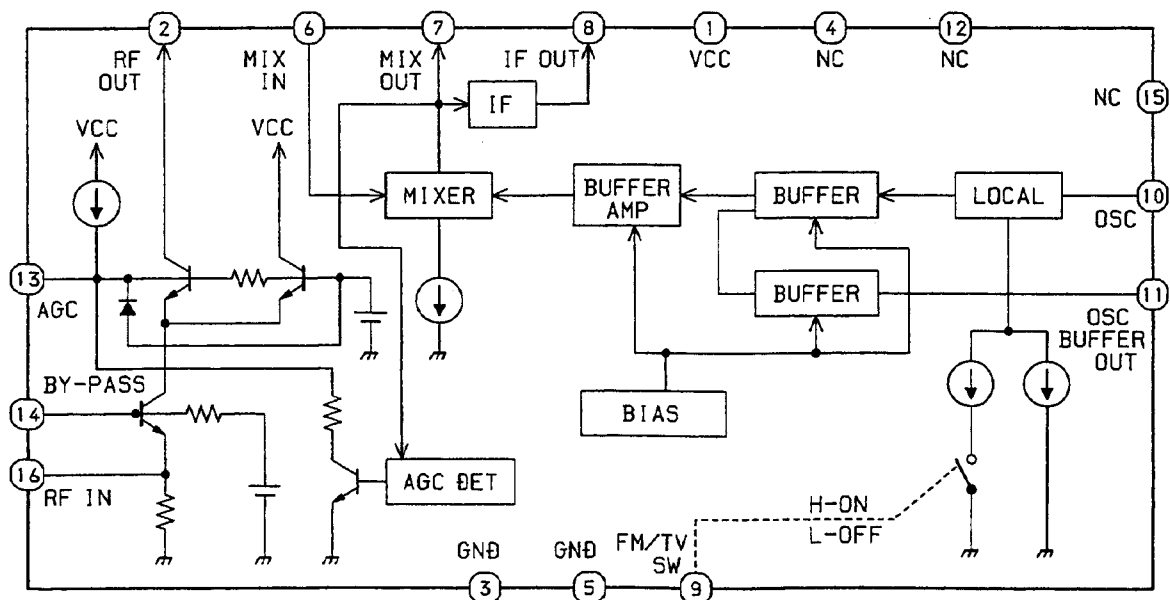 2
6
7
8
1
4
12
RF
OUT
MIX
IN
MIX
OUT
IF OUT
VCC
NC
NC
IF
NC
15
VCC
VCC
MIXER
BUFFER
AMP
BUFFER
LOCAL
10
OSC
13
AGC
BUFFER
11
OSC
BUFFER
OUT
BY-PASS
14
BIAS
16
RF IN
AGC DET
H-ON
L-OFF
GND
GND
FM/TV
SW
3
5
9